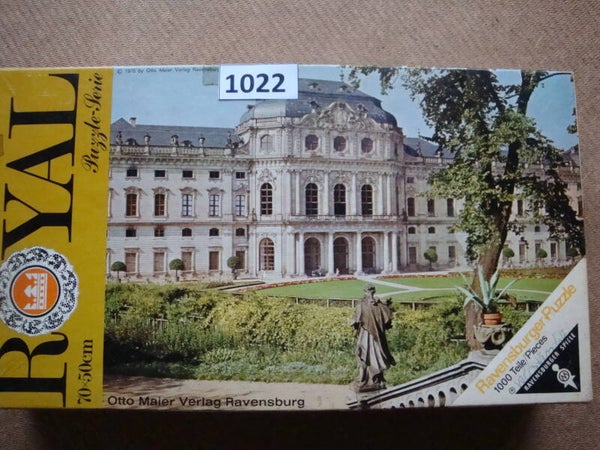 © 1975 by Otto Maier Verlag Ravensburg
1022
ROYAL
Puzzle-Serie
70·50cm
Otto Maier Verlag Ravensburg
Ravensburger-Puzzle
1000 Teile Pieces
®
RAVENSBURGER SPIELE